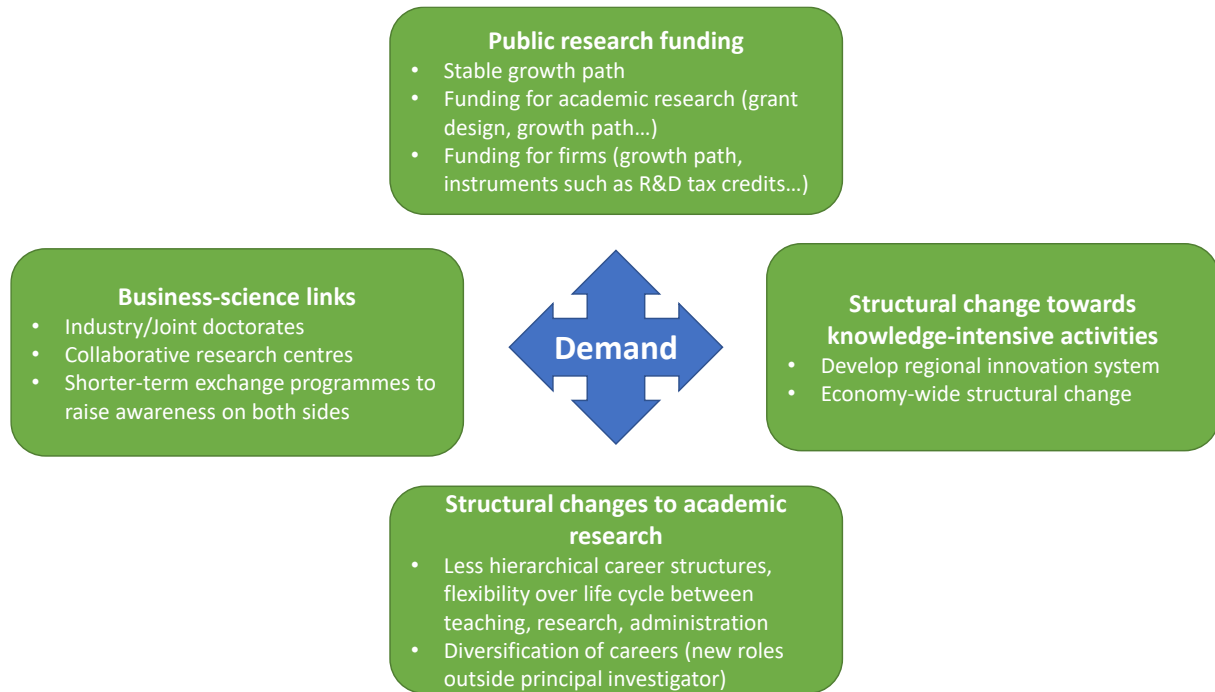 Public research funding
• Stable growth path
• Funding for academic research (grant
design, growth path…)
• Funding for firms (growth path,
instruments such as R&D tax credits…)
Business-science links
• Industry/Joint doctorates
• Collaborative research centres
• Shorter-term exchange programmes to
raise awareness on both sides
Demand
Structural change towards
knowledge-intensive activities
• Develop regional innovation system
• Economy-wide structural change
Structural changes to academic
research
• Less hierarchical career structures,
flexibility over life cycle between
teaching, research, administration
• Diversification of careers (new roles
outside principal investigator)